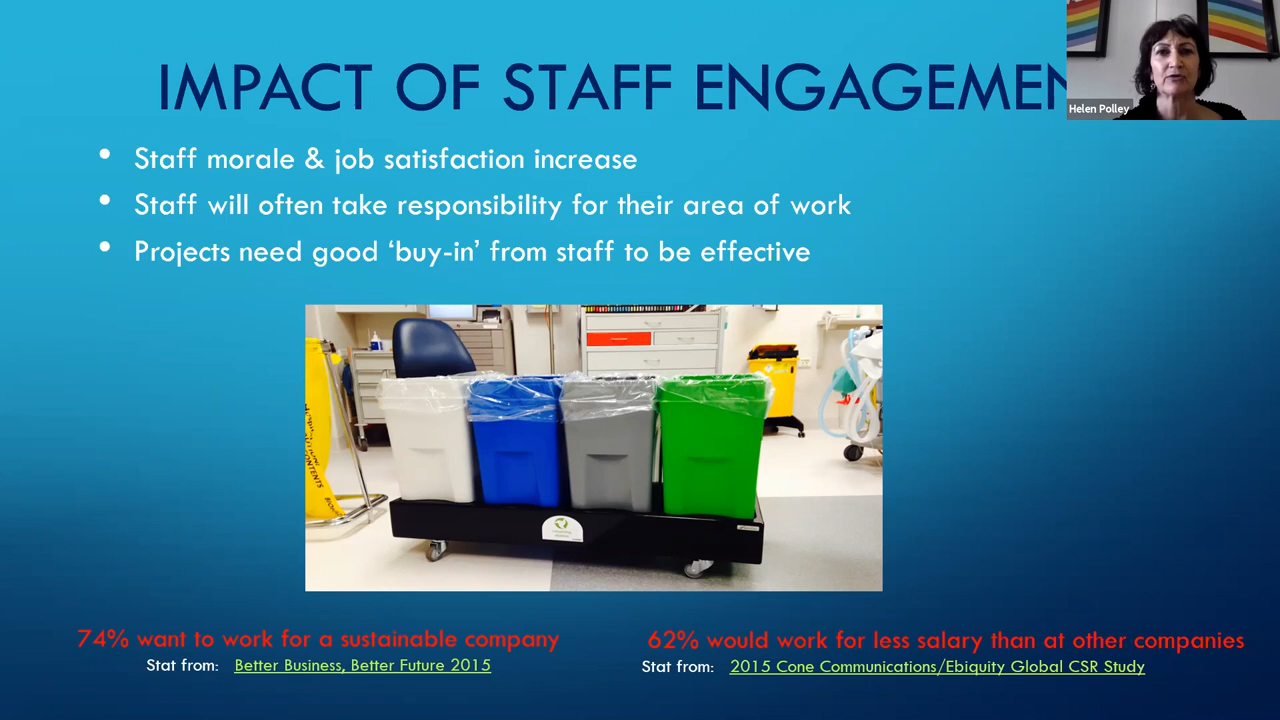 IMPACT OF STAFF ENGAGEMEN
Helen Polley
• Staff morale & job satisfaction increase
• Staff will often take responsibility for their area of work
• Projects need good ‘buy-in’ from staff to be effective
74% want to work for a sustainable company
Stat from: Better Business, Better Future 2015
62% would work for less salary than at other companies
Stat from: 2015 Cone Communications/Ebiquity Global CSR Study